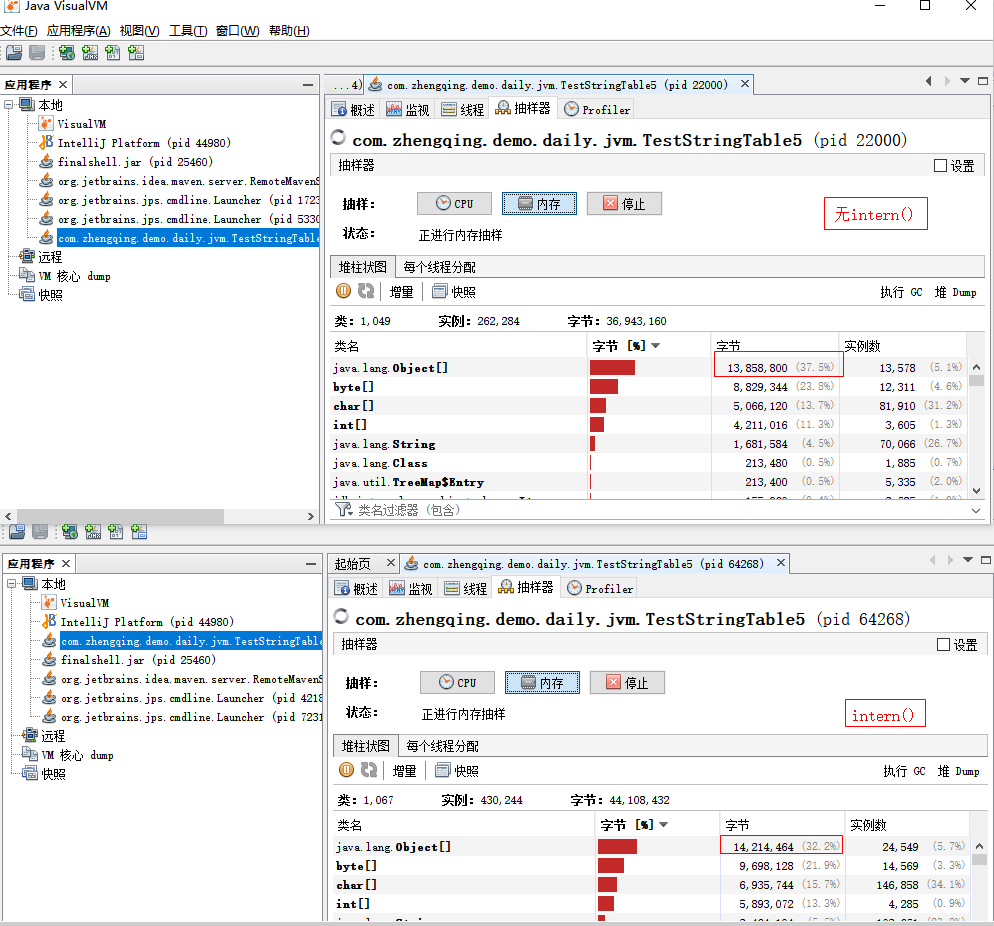 Java VisualVM
文件(F) 应用程序(A) 视图(V) 工具(T) 窗口(W) 帮助(H)
应用程序
本地
VisualVM
IntelliJ Platform (pid 44980)
finalshell.jar (pid 25460)
org.jetbrains.idea.maven.server.RemoteMavenS
org.jetbrains.jps.cmdline.Launcher (pid 1723
org.jetbrains.jps.cmdline.Launcher (pid 5330
com.zhengqing.demo.daily.jvm.TestStringTable
远程
VM 核心 dump
快照
...4) com.zhengqing.demo.daily.jvm.TestStringTable5 (pid 22000)
概述 监视 线程 抽样器 Profiler
com.zhengqing.demo.daily.jvm.TestStringTable5 (pid 22000)
抽样器 设置
抽样: CPU 内存 停止
无intern()
状态: 正进行内存抽样
堆柱状图 每个线程分配
增量 快照 执行 GC 堆 Dump
类: 1,049 实例: 262,284 字节: 36,943,160
类名 字节 [%] 字节 实例数
java.lang.Object[] 13,858,800 (37.5%) 13,578 (5.1%)
byte[] 8,829,344 (23.8%) 12,311 (4.6%)
char[] 5,066,120 (13.7%) 81,910 (31.2%)
int[] 4,211,016 (11.3%) 3,605 (1.3%)
java.lang.String 1,681,584 (4.5%) 70,066 (26.7%)
java.lang.Class 213,480 (0.5%) 1,885 (0.7%)
java.util.TreeMap$Entry 213,400 (0.5%) 5,335 (2.0%)
类名过滤器 (包含)
应用程序
本地
VisualVM
IntelliJ Platform (pid 44980)
com.zhengqing.demo.daily.jvm.TestStringTable
finalshell.jar (pid 25460)
org.jetbrains.idea.maven.server.RemoteMavenS
org.jetbrains.jps.cmdline.Launcher (pid 4218
org.jetbrains.jps.cmdline.Launcher (pid 7231
远程
VM 核心 dump
快照
起始页 com.zhengqing.demo.daily.jvm.TestStringTable5 (pid 64268)
概述 监视 线程 抽样器 Profiler
com.zhengqing.demo.daily.jvm.TestStringTable5 (pid 64268)
抽样器 设置
抽样: CPU 内存 停止
intern()
状态: 正进行内存抽样
堆柱状图 每个线程分配
增量 快照 执行 GC 堆 Dump
类: 1,067 实例: 430,244 字节: 44,108,432
类名 字节 [%] 字节 实例数
java.lang.Object[] 14,214,464 (32.2%) 24,549 (5.7%)
byte[] 9,698,128 (21.9%) 14,569 (3.3%)
char[] 6,935,744 (15.7%) 146,858 (34.1%)
int[] 5,893,072 (13.3%) 4,285 (0.9%)